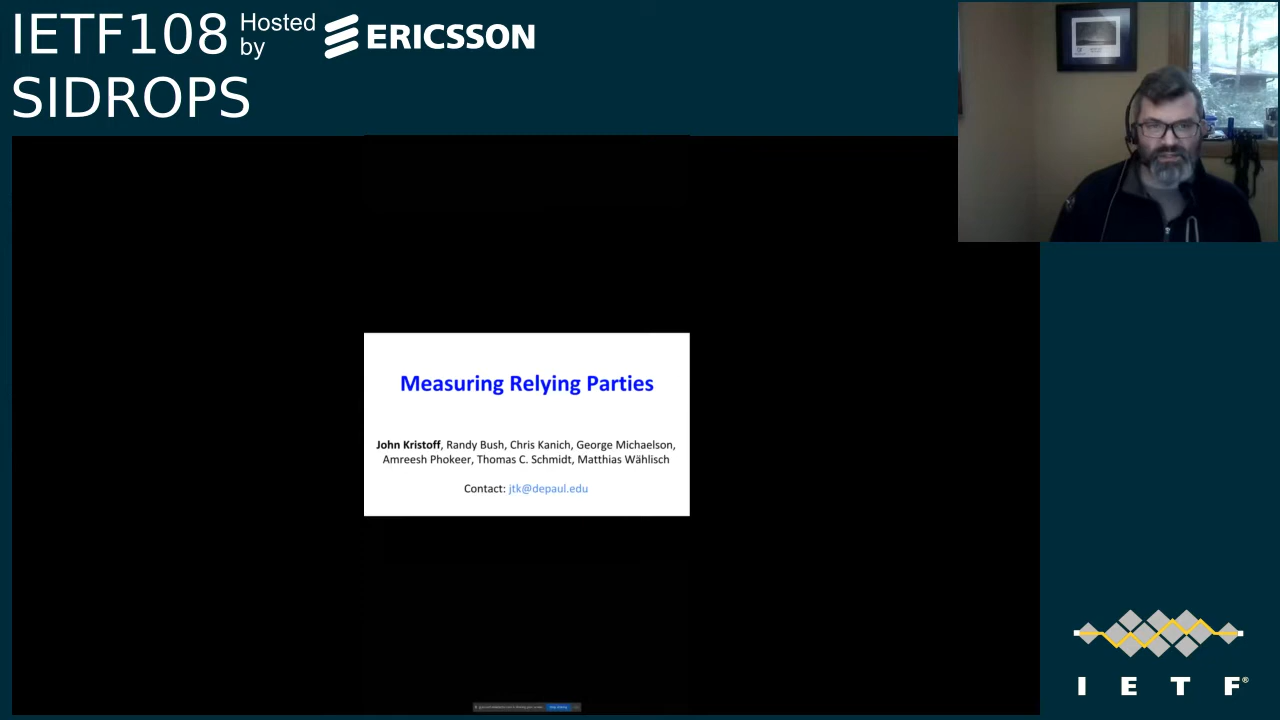 IETF108 Hosted by ERICSSON
SIDROPS
Measuring Relying Parties
John Kristoff, Randy Bush, Chris Kanich, George Michaelson,
Amreesh Phokeer, Thomas C. Schmidt, Matthias Wählisch
Contact: jtk@depaul.edu
I E T F®